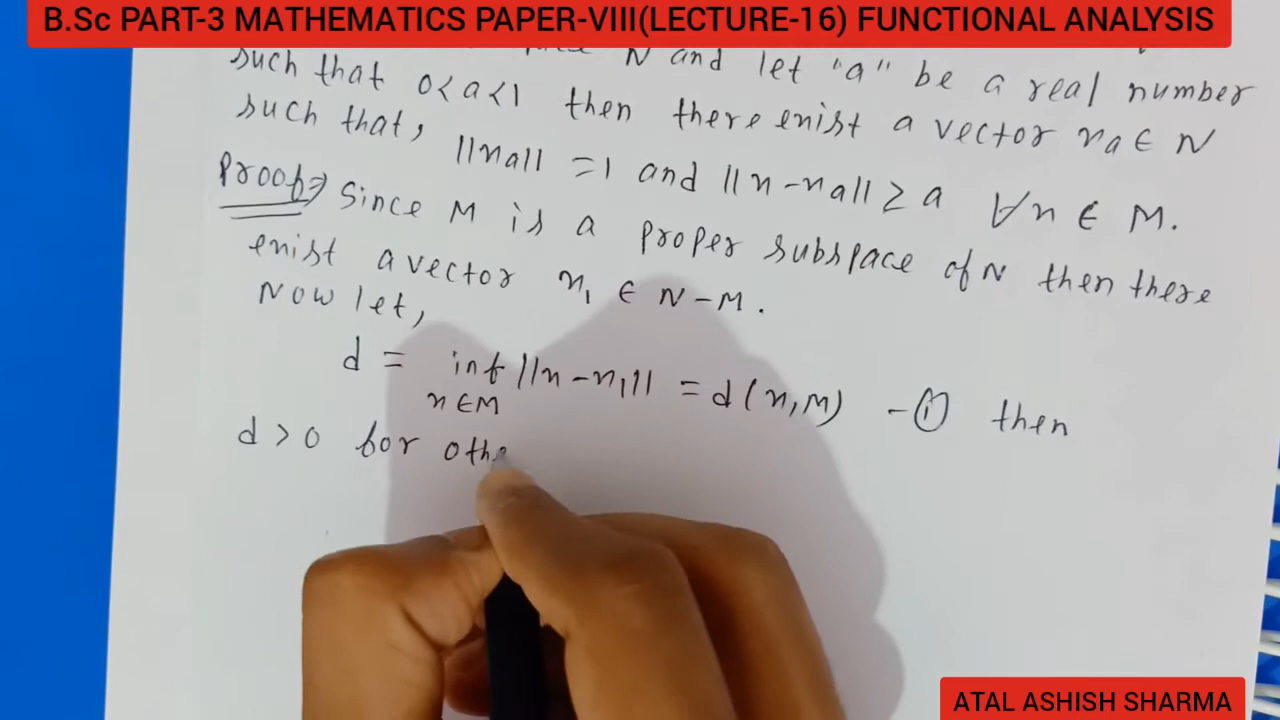 B.Sc PART-3 MATHEMATICS PAPER-VIII(LECTURE-16) FUNCTIONAL ANALYSIS
N and let "a" be a real number
such that 0<a<1 then there exist a vector xa ∈ N
such that, ||xa|| = 1 and ||x-xa|| ≥ a ∀x ∈ M.
Proof⇒ Since M is a proper subspace of N then there
exist a vector x₁ ∈ N-M.
Now let,
d = inf ||x-x₁|| = d(x,M) -① then
x∈M
d>0 for othe
ATAL ASHISH SHARMA